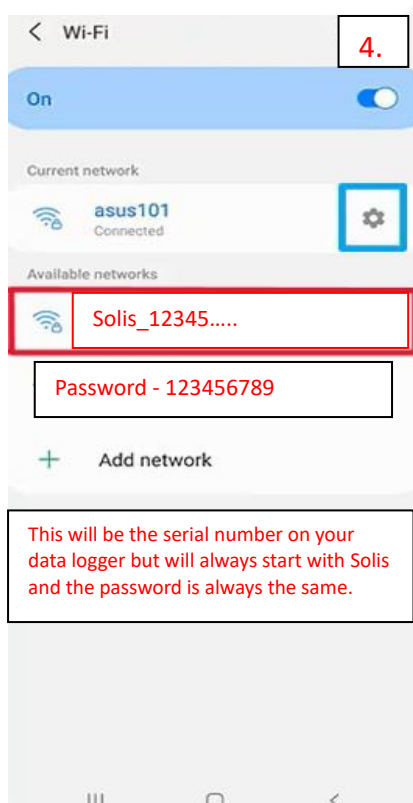 Wi-Fi
4.
On
Current network
asus101
Connected
Available networks
Solis_12345.....
Password - 123456789
Add network
This will be the serial number on your
data logger but will always start with Solis
and the password is always the same.